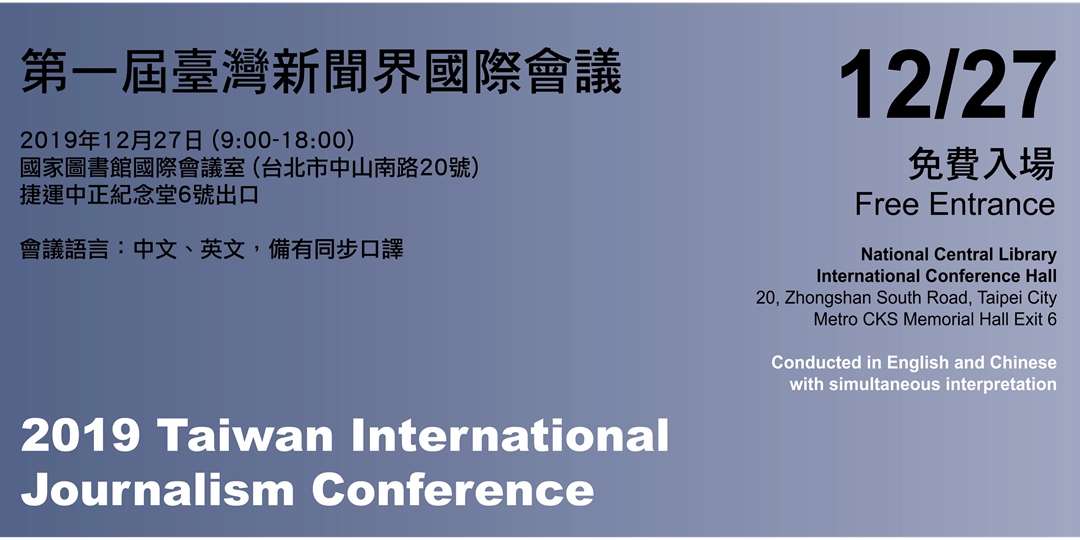 第一屆臺灣新聞界國際會議
2019年12月27日（9:00-18:00）
國家圖書館國際會議室（台北市中山南路20號）
捷運中正紀念堂6號出口
會議語言：中文、英文，備有同步口譯
12/27
免費入場
Free Entrance
National Central Library
International Conference Hall
20, Zhongshan South Road, Taipei City
Metro CKS Memorial Hall Exit 6
Conducted in English and Chinese
with simultaneous interpretation
2019 Taiwan International
Journalism Conference